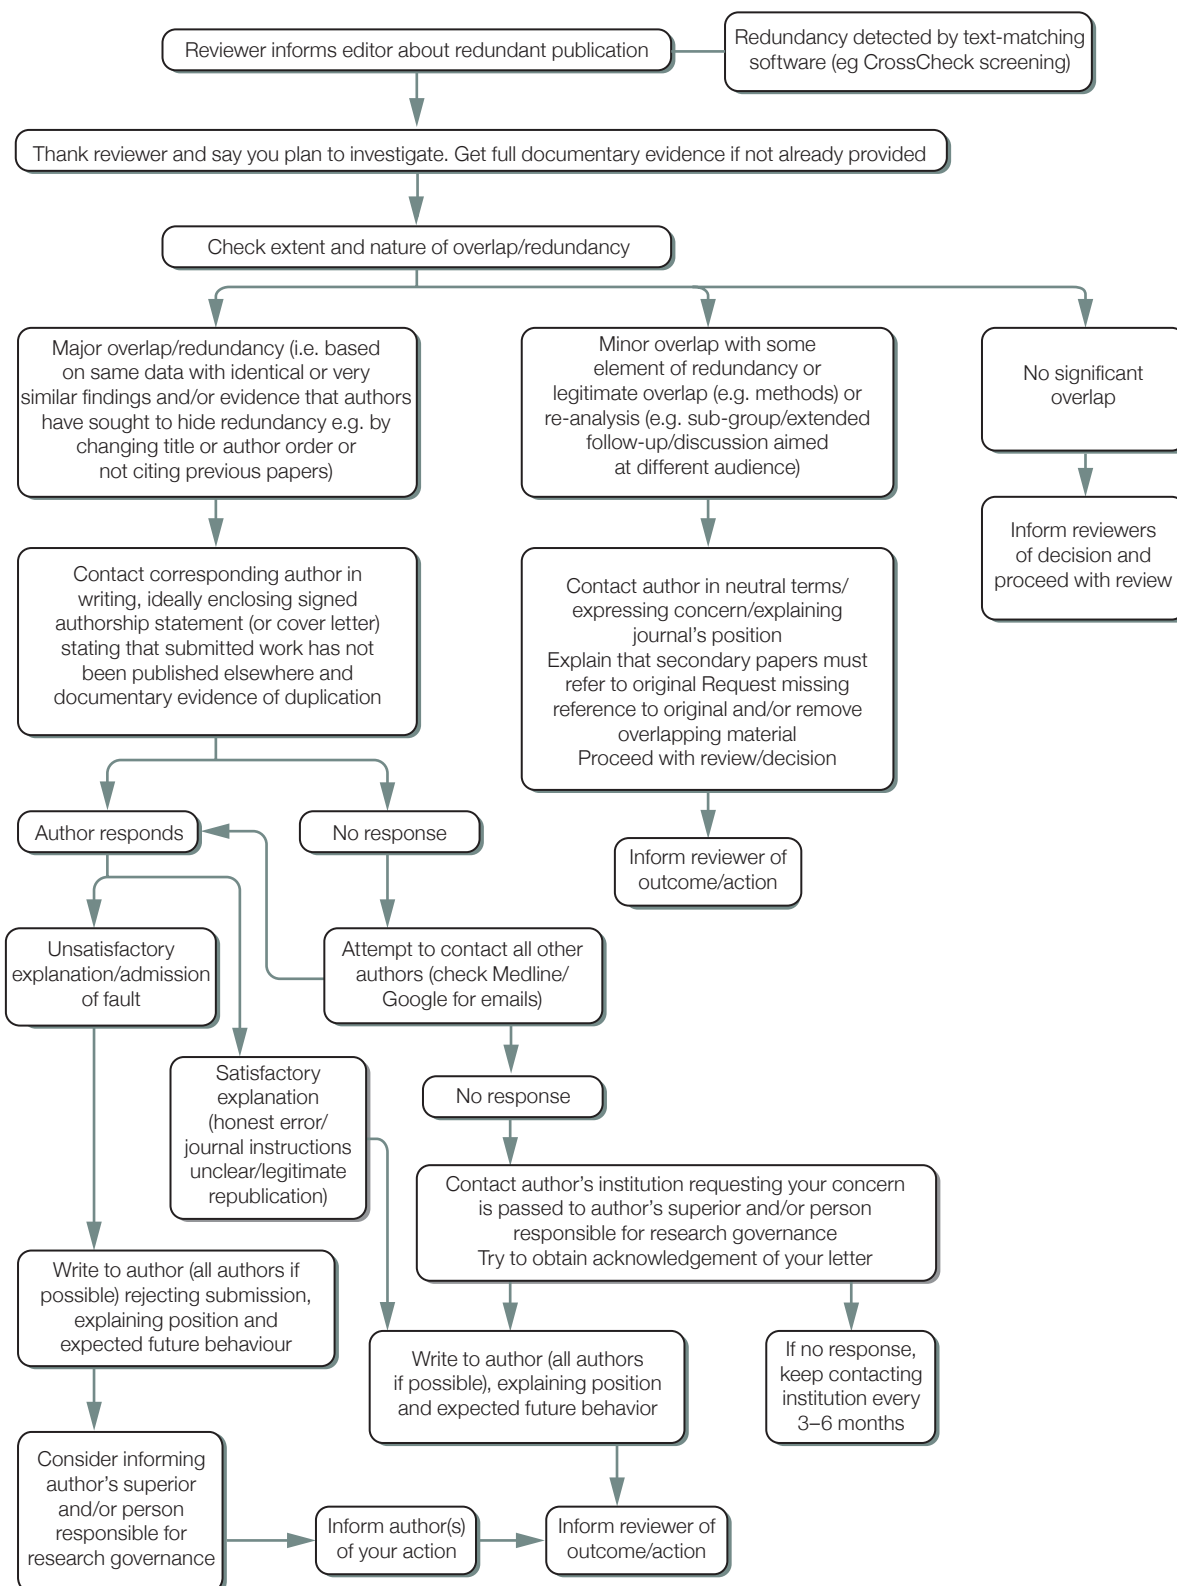 Reviewer informs editor about redundant publication
Redundancy detected by text-matching
software (eg CrossCheck screening)
Thank reviewer and say you plan to investigate. Get full documentary evidence if not already provided
Check extent and nature of overlap/redundancy
Major overlap/redundancy (i.e. based
on same data with identical or very
similar findings and/or evidence that authors
have sought to hide redundancy e.g. by
changing title or author order or
not citing previous papers)
Minor overlap with some
element of redundancy or
legitimate overlap (e.g. methods) or
re-analysis (e.g. sub-group/extended
follow-up/discussion aimed
at different audience)
No significant
overlap
Contact corresponding author in
writing, ideally enclosing signed
authorship statement (or cover letter)
stating that submitted work has not
been published elsewhere and
documentary evidence of duplication
Contact author in neutral terms/
expressing concern/explaining
journal's position
Explain that secondary papers must
refer to original Request missing
reference to original and/or remove
overlapping material
Proceed with review/decision
Inform reviewers
of decision and
proceed with review
Author responds
No response
Inform reviewer of
outcome/action
Unsatisfactory
explanation/admission
of fault
Attempt to contact all other
authors (check Medline/
Google for emails)
Satisfactory
explanation
(honest error/
journal instructions
unclear/legitimate
republication)
No response
Contact author's institution requesting your concern
is passed to author's superior and/or person
responsible for research governance
Try to obtain acknowledgement of your letter
Write to author (all authors if
possible) rejecting submission,
explaining position and
expected future behaviour
Write to author (all authors
if possible), explaining position
and expected future behavior
If no response,
keep contacting
institution every
3–6 months
Consider informing
author's superior
and/or person
responsible for
research governance
Inform author(s)
of your action
Inform reviewer of
outcome/action